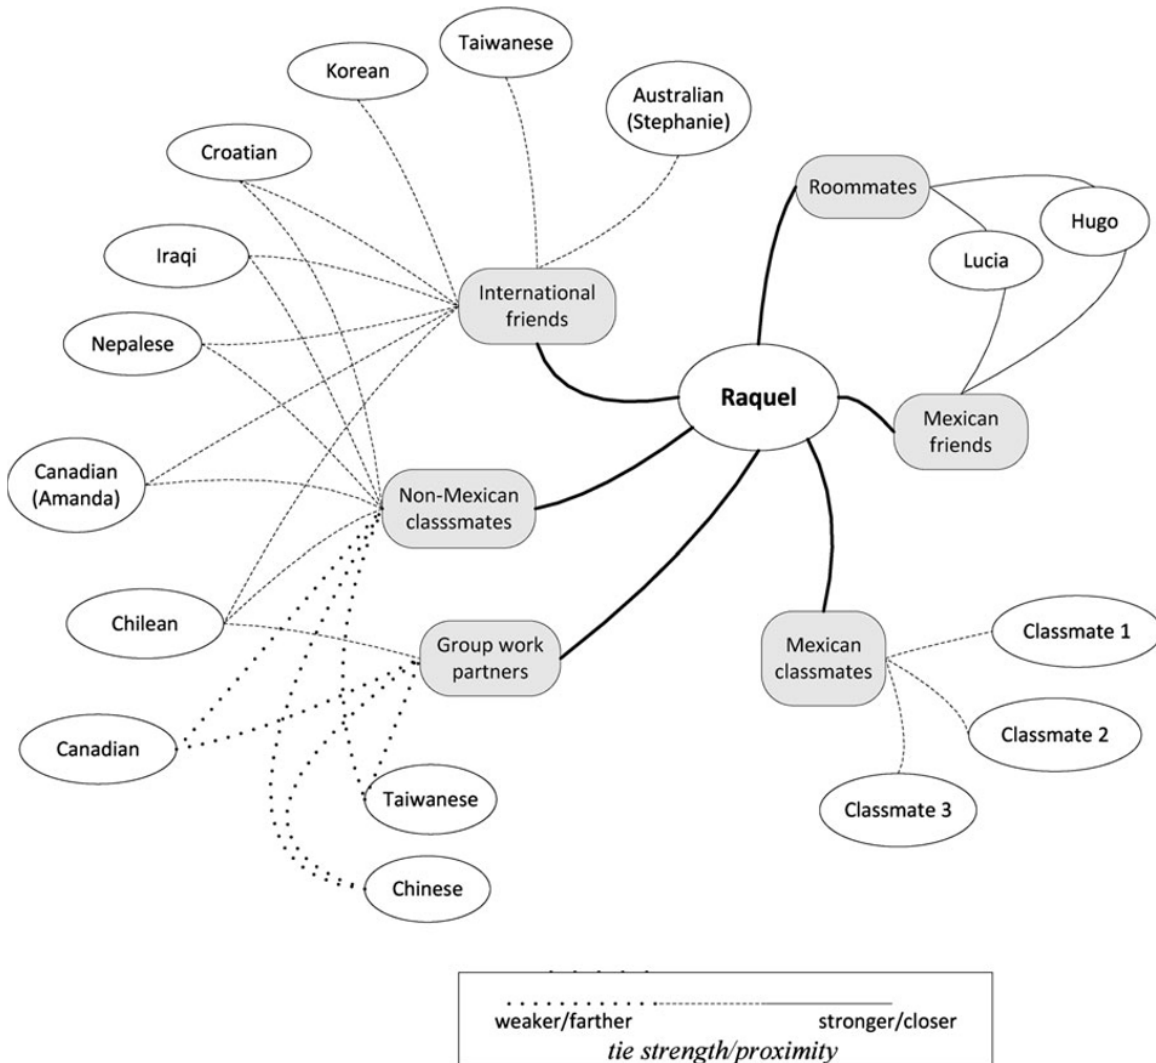 Taiwanese
Korean
Australian
(Stephanie)
Croatian
Roommates
Hugo
Iraqi
Lucia
International
friends
Nepalese
Raquel
Mexican
friends
Canadian
(Amanda)
Non-Mexican
classsmates
Chilean
Group work
partners
Mexican
classmates
Classmate 1
Classmate 2
Canadian
Taiwanese
Classmate 3
Chinese
weaker/farther
stronger/closer
tie strength/proximity